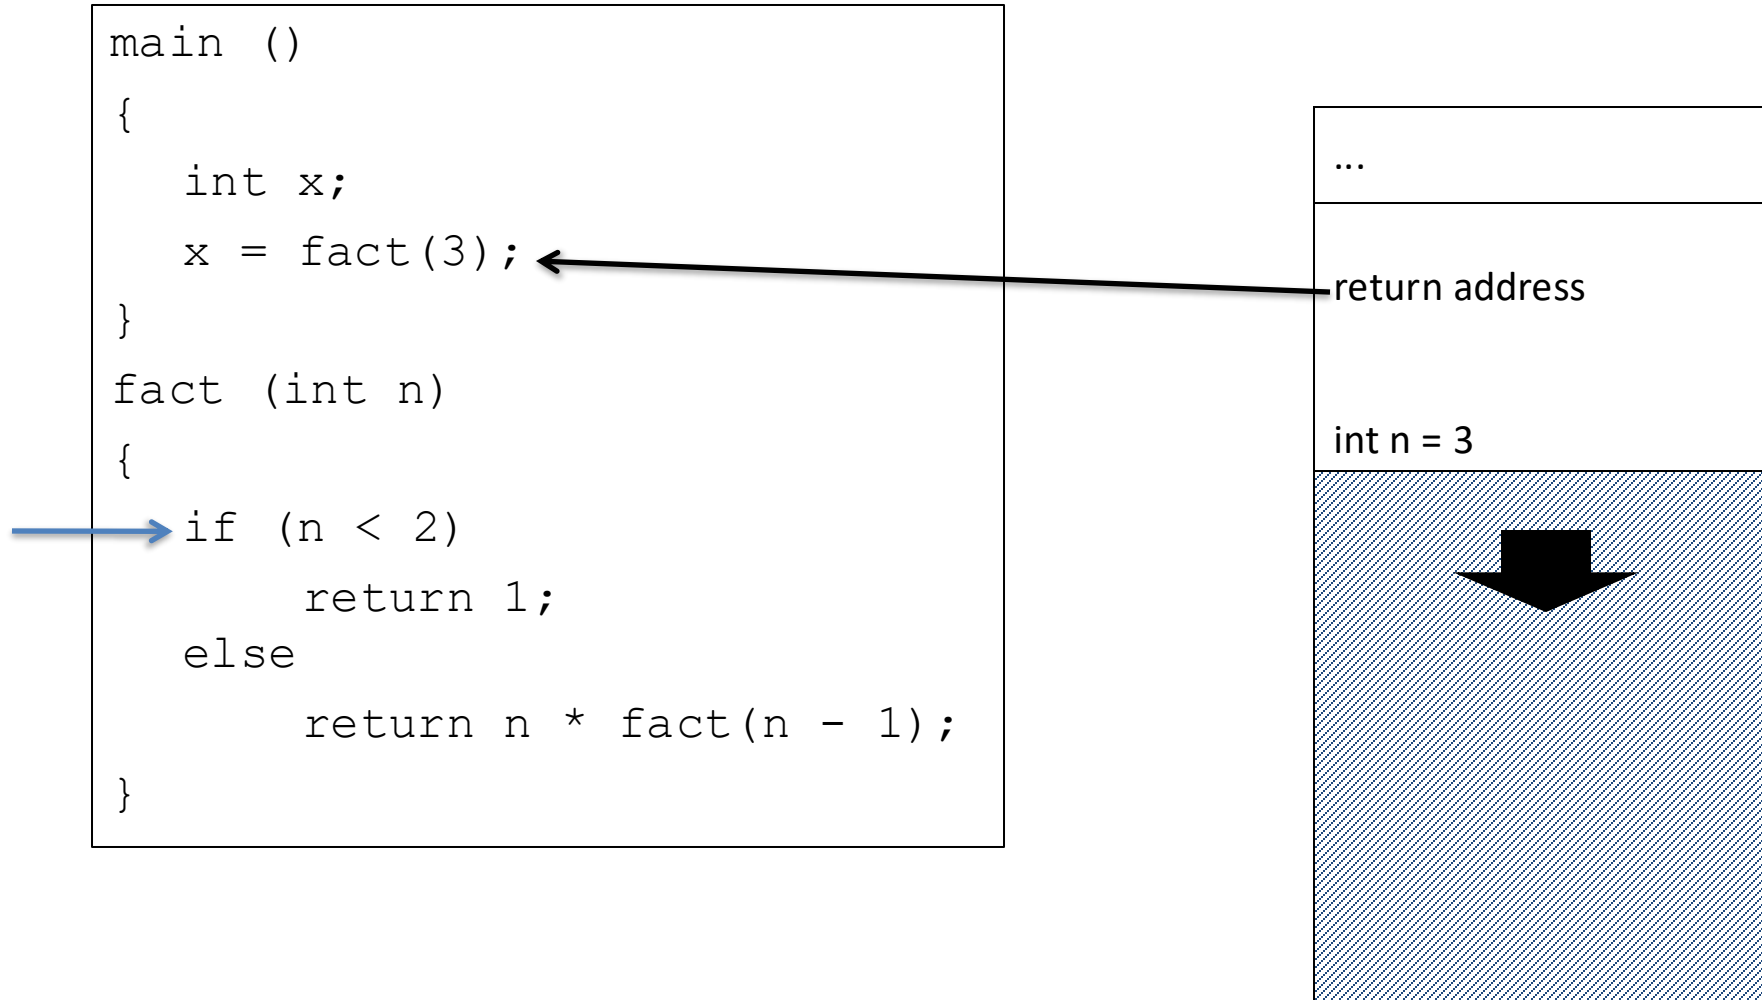 main ()
{
int x;
x = fact(3);
}
fact (int n)
{
if (n < 2)
return 1;
else
return n * fact(n - 1);
}
...
return address
int n = 3